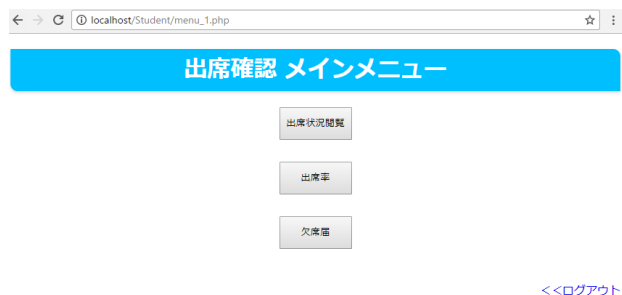 localhost/Student/menu_1.php
出席確認 メインメニュー
出席状況閲覧
出席率
欠席届
<<ログアウト